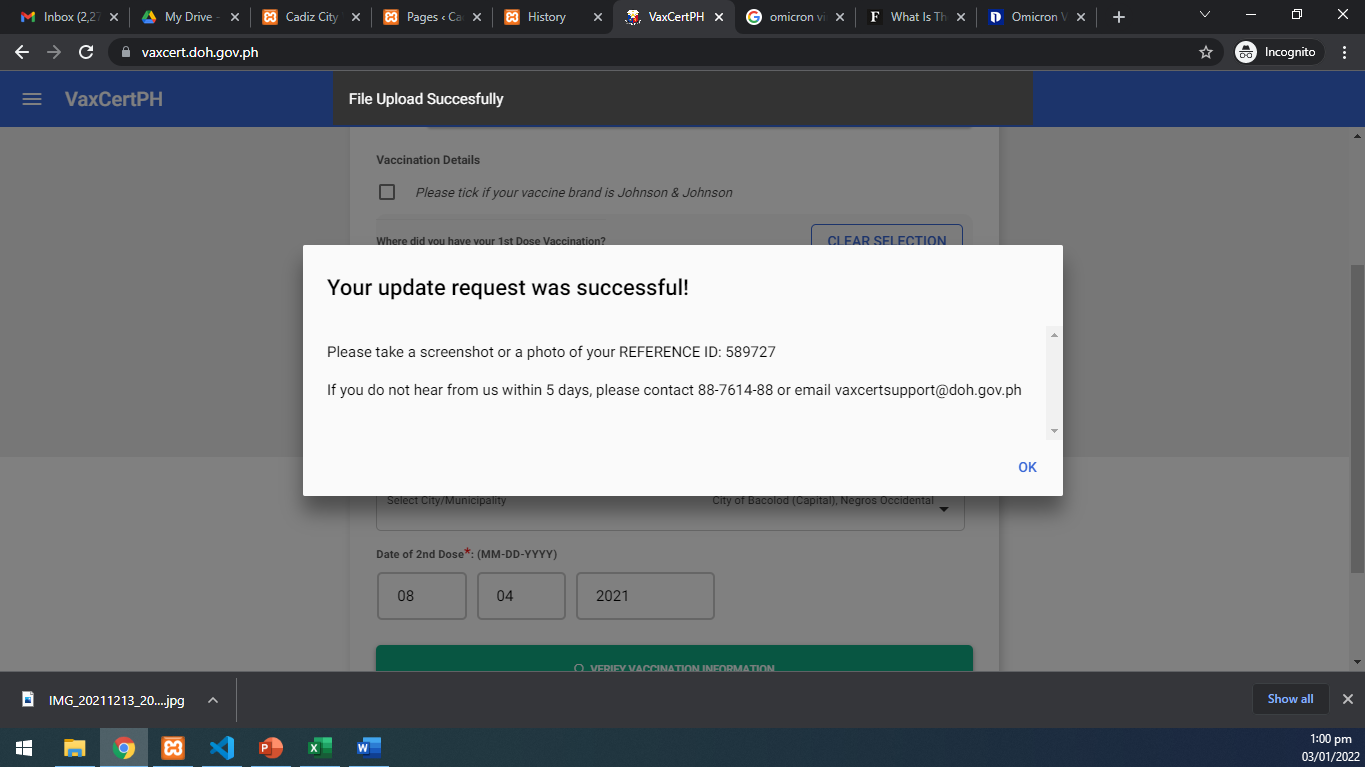 Inbox (2,27
My Drive -
Cadiz City
Pages ‹ Ca
History
VaxCertPH
omicron vi
What Is Th
Omicron V
vaxcert.doh.gov.ph
Incognito
VaxCertPH
File Upload Succesfully
Vaccination Details
Please tick if your vaccine brand is Johnson & Johnson
Where did you have your 1st Dose Vaccination?
CLEAR SELECTION
Your update request was successful!
Please take a screenshot or a photo of your REFERENCE ID: 589727
If you do not hear from us within 5 days, please contact 88-7614-88 or email vaxcertsupport@doh.gov.ph
OK
Select City/Municipality
City of Bacolod (Capital), Negros Occidental
Date of 2nd Dose*: (MM-DD-YYYY)
08
04
2021
VERIFY VACCINATION INFORMATION
IMG_20211213_20....jpg
Show all
1:00 pm
03/01/2022